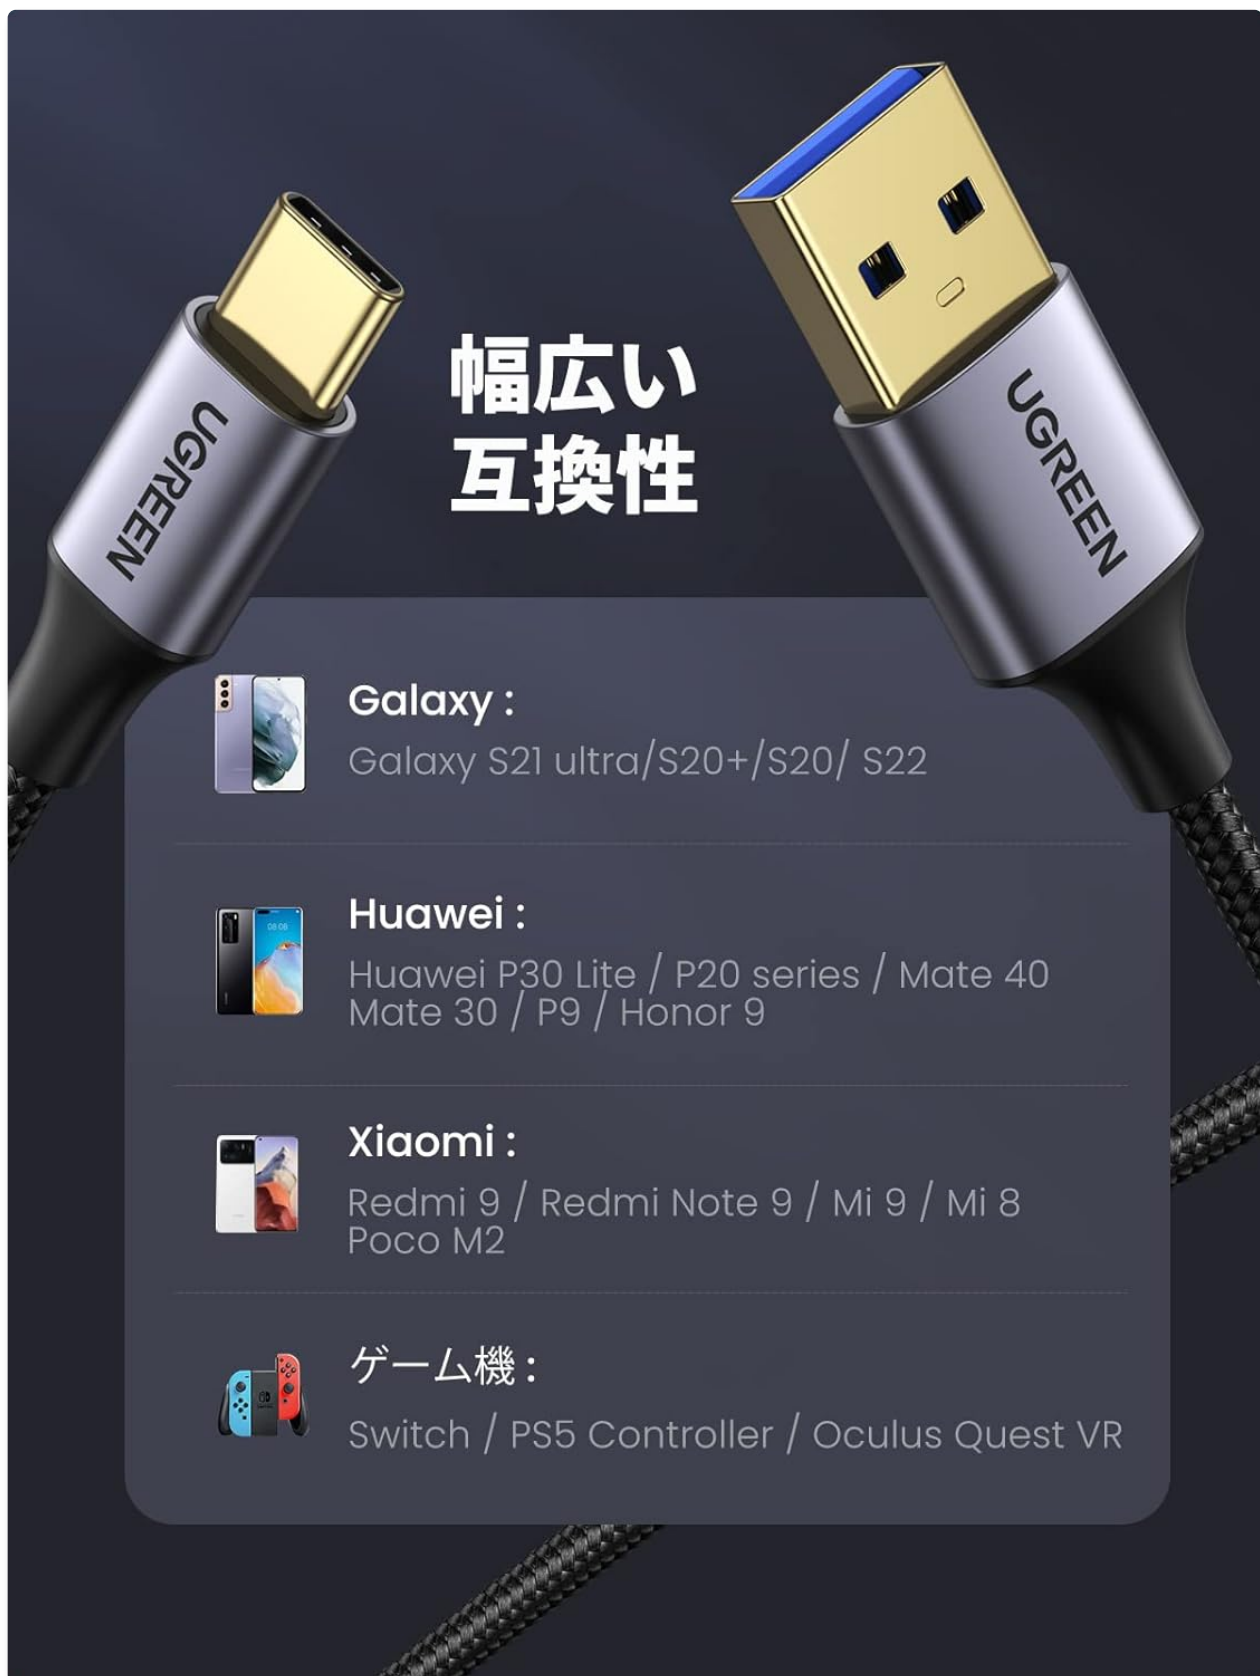 UGREEN
UGREEN
幅広い
互換性
Galaxy :
Galaxy S21 ultra/S20+/S20/ S22
08:08
Huawei :
Huawei P30 Lite / P20 series / Mate 40
Mate 30 / P9 / Honor 9
Xiaomi :
Redmi 9 / Redmi Note 9 / Mi 9 / Mi 8
Poco M2
ゲーム機 :
Switch / PS5 Controller / Oculus Quest VR